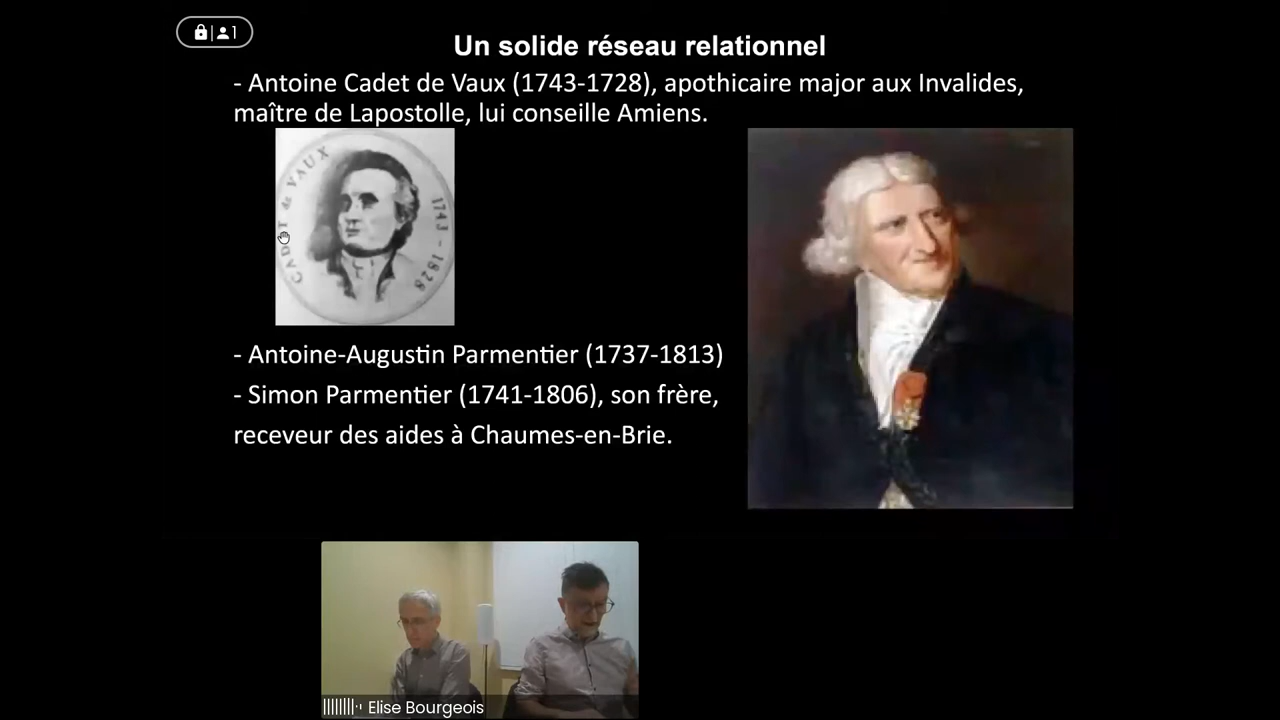 1
Un solide réseau relationnel
- Antoine Cadet de Vaux (1743-1728), apothicaire major aux Invalides,
maître de Lapostolle, lui conseille Amiens.
CADET de VAUX 1743 - 1828
- Antoine-Augustin Parmentier (1737-1813)
- Simon Parmentier (1741-1806), son frère,
receveur des aides à Chaumes-en-Brie.
Elise Bourgeois